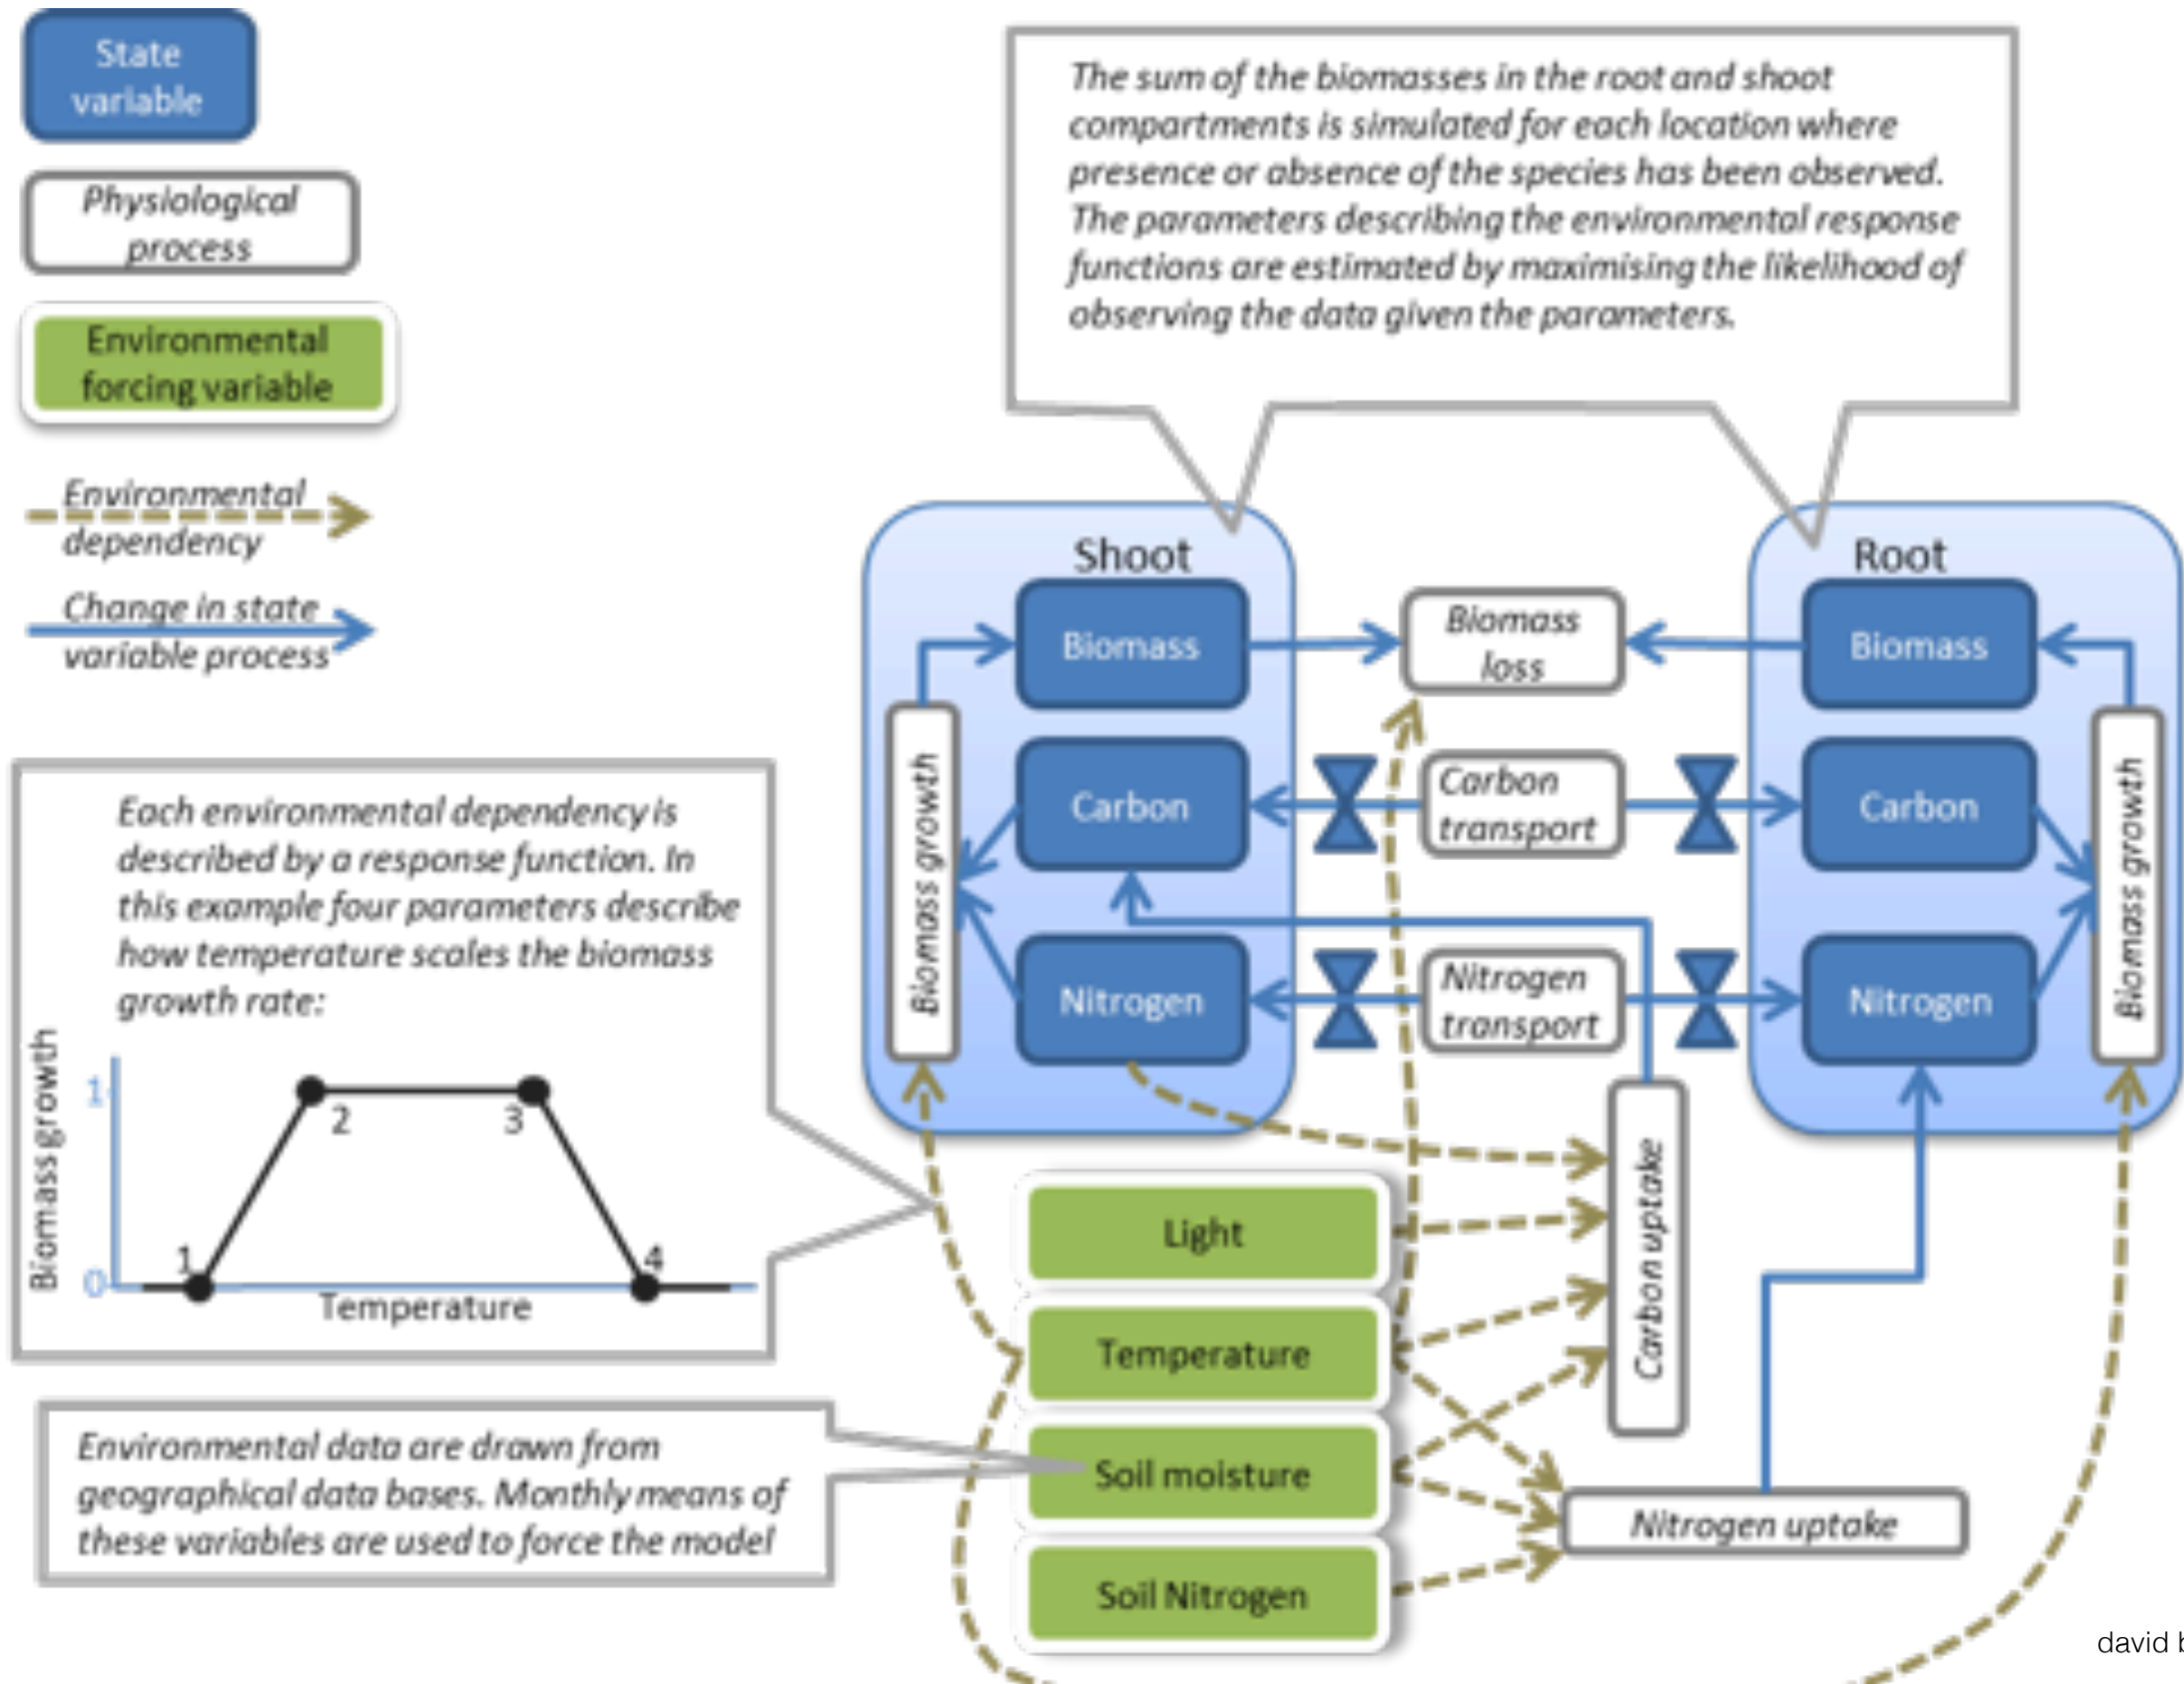 State
variable
Physiological
process
Environmental
forcing variable
Environmental
dependency
Change in state
variable process
The sum of the biomasses in the root and shoot
compartments is simulated for each location where
presence or absence of the species has been observed.
The parameters describing the environmental response
functions are estimated by maximising the likelihood of
observing the data given the parameters.
Shoot
Biomass
Carbon
Nitrogen
Biomass growth
Biomass
loss
Carbon
transport
Nitrogen
transport
Root
Biomass
Carbon
Nitrogen
Biomass growth
Each environmental dependency is
described by a response function. In
this example four parameters describe
how temperature scales the biomass
growth rate:
Biomass growth
1
0
1
2
3
4
Temperature
Light
Temperature
Soil moisture
Soil Nitrogen
Carbon uptake
Nitrogen uptake
Environmental data are drawn from
geographical data bases. Monthly means of
these variables are used to force the model
david